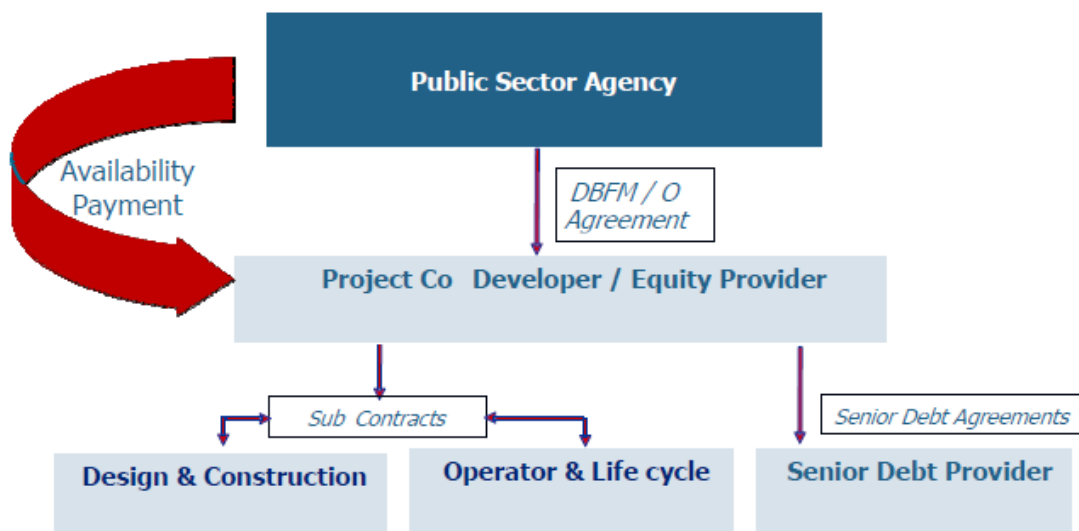 Public Sector Agency
Availability
Payment
DBFM / O
Agreement
Project Co Developer / Equity Provider
Sub Contracts
Senior Debt Agreements
Design & Construction
Operator & Life cycle
Senior Debt Provider